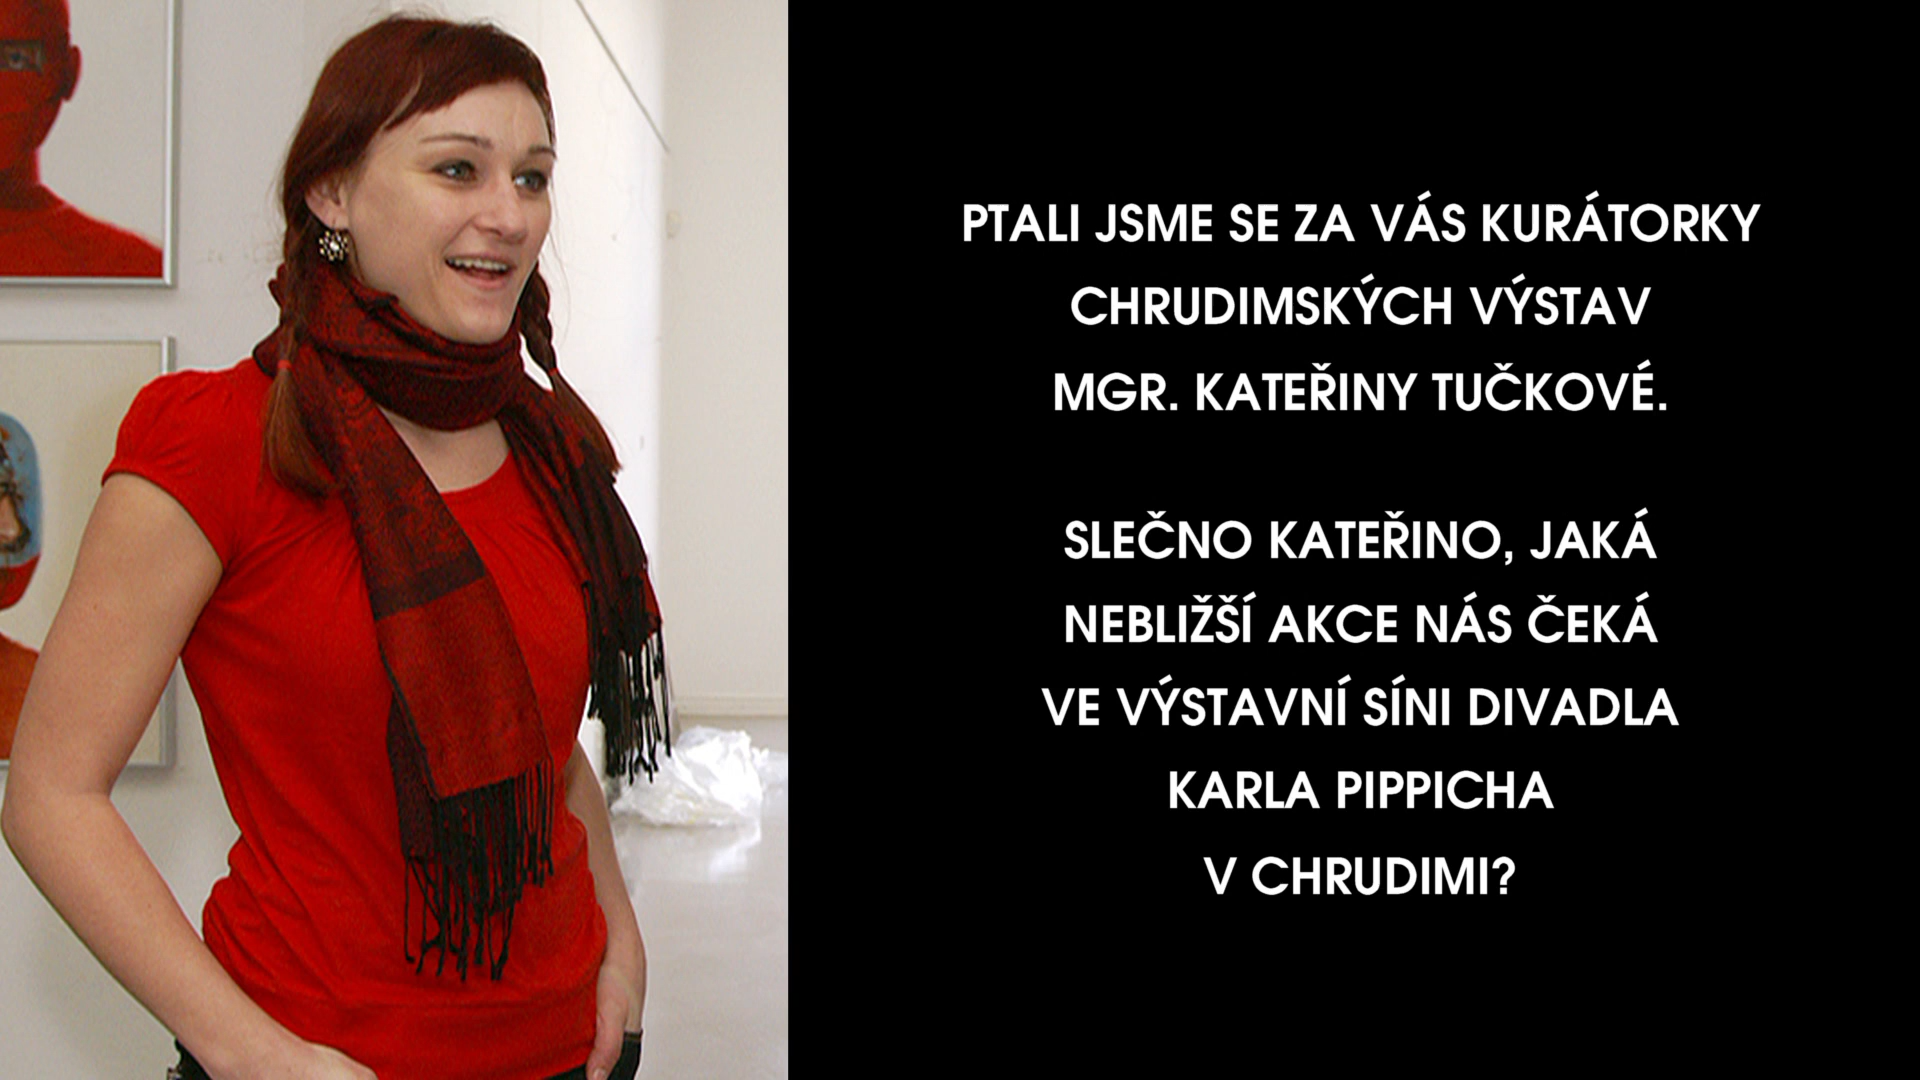 PTALI JSME SE ZA VÁS KURÁTORKY
CHRUDIMSKÝCH VÝSTAV
MGR. KATEŘINY TUČKOVÉ.
SLEČNO KATEŘINO, JAKÁ
NEBLIŽŠÍ AKCE NÁS ČEKÁ
VE VÝSTAVNÍ SÍNI DIVADLA
KARLA PIPPICHA
V CHRUDIMI?